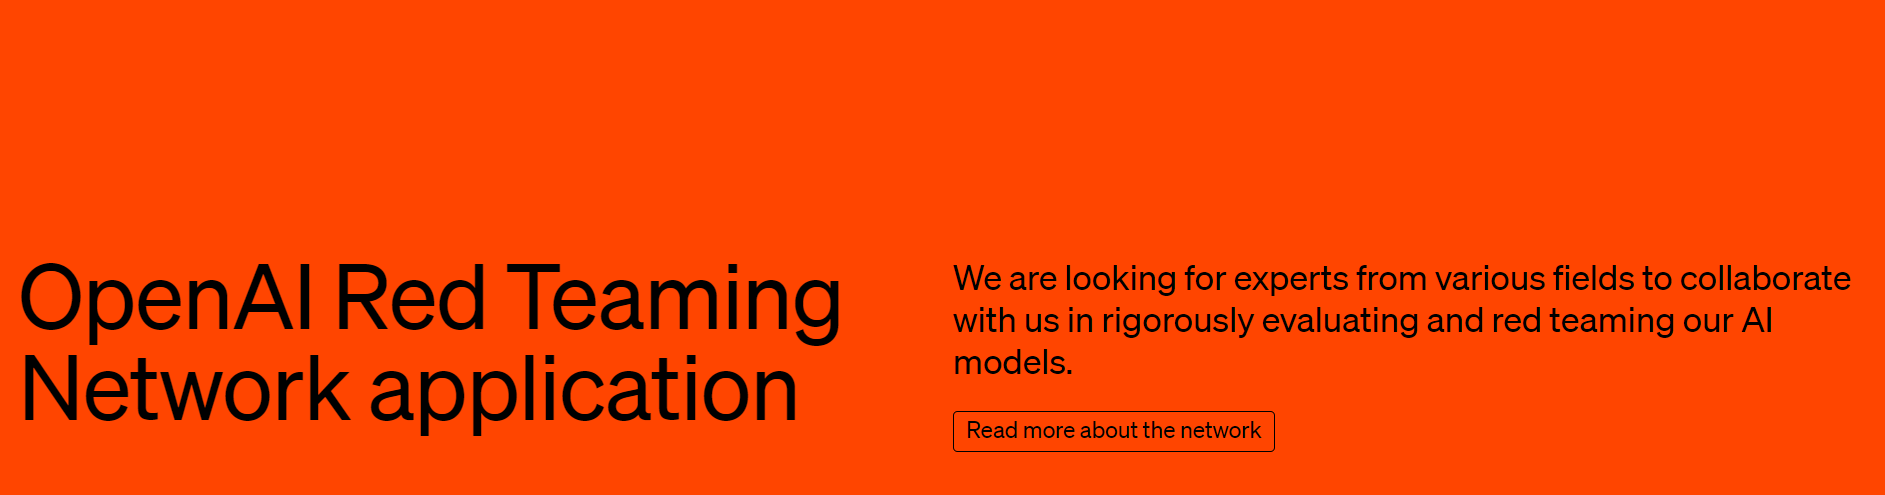 OpenAI Red Teaming
Network application
We are looking for experts from various fields to collaborate
with us in rigorously evaluating and red teaming our AI
models.
Read more about the network